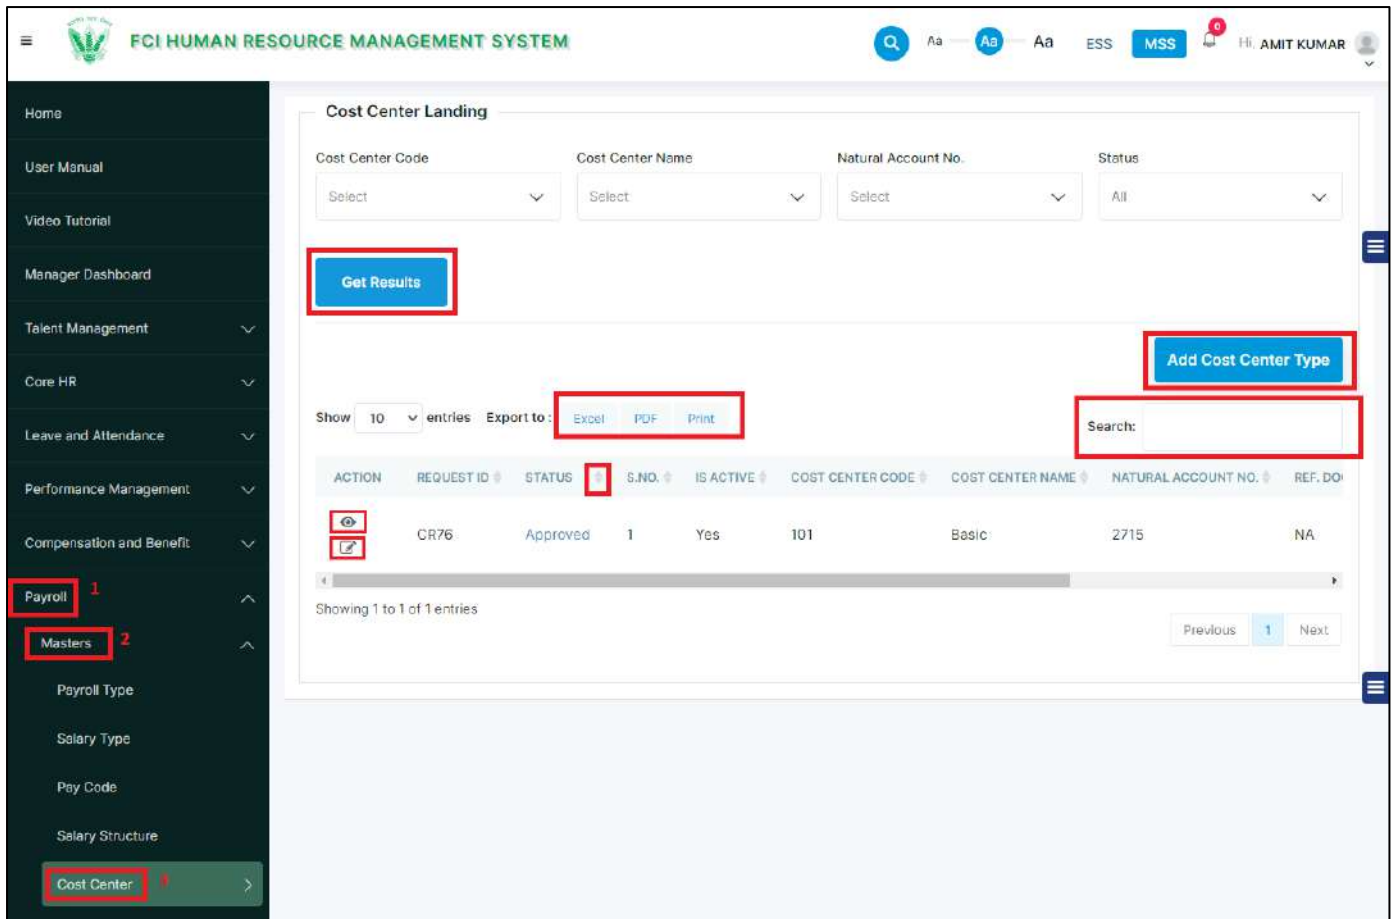 FCI HUMAN RESOURCE MANAGEMENT SYSTEM
Aa Aa Aa ESS MSS 0 Hi, AMIT KUMAR
Home
User Manual
Video Tutorial
Manager Dashboard
Talent Management
Core HR
Leave and Attendance
Performance Management
Compensation and Benefit
Payroll 1
Masters 2
Payroll Type
Salary Type
Pay Code
Salary Structure
Cost Center
Cost Center Landing
Cost Center Code Cost Center Name Natural Account No. Status
Select Select Select All
Get Results
Add Cost Center Type
Show 10 entries Export to : Excel PDF Print Search:
ACTION REQUEST ID STATUS S.NO. IS ACTIVE COST CENTER CODE COST CENTER NAME NATURAL ACCOUNT NO. REF. DO
CR76 Approved 1 Yes 101 Basic 2715 NA
Showing 1 to 1 of 1 entries
Previous 1 Next